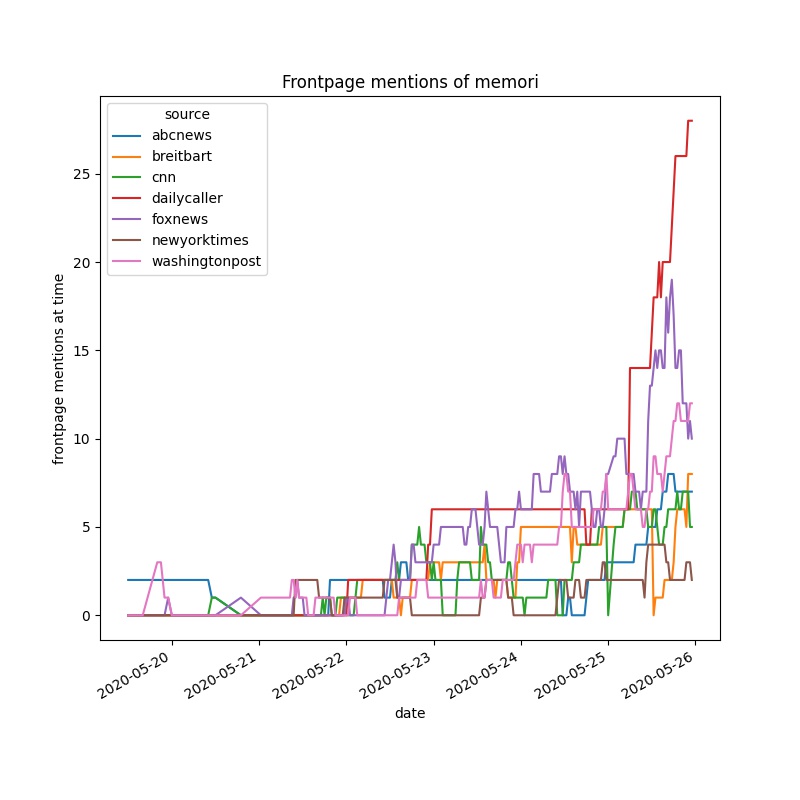 Frontpage mentions of memori
source
abcnews
breitbart
cnn
dailycaller
foxnews
newyorktimes
washingtonpost
frontpage mentions at time
25
20
15
10
5
0
2020-05-20
2020-05-21
2020-05-22
2020-05-23
2020-05-24
2020-05-25
2020-05-26
date